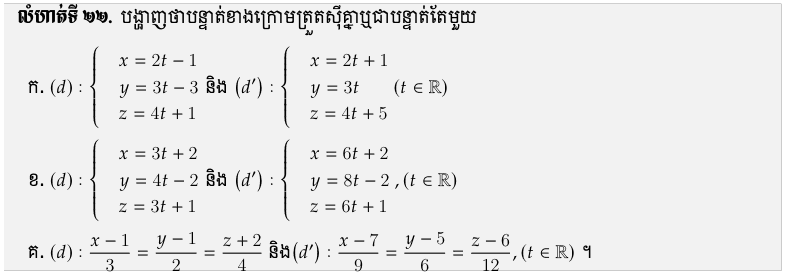 លំហាត់ទី ២២. បង្ហាញថាបន្ទាត់ខាងក្រោមត្រួតស៊ីគ្នាឬជាបន្ទាត់តែមួយ
x = 2t − 1 x = 2t + 1
ក. (d) : y = 3t − 3 និង (d′) : y = 3t (t ∈ ℝ)
z = 4t + 1 z = 4t + 5
x = 3t + 2 x = 6t + 2
ខ. (d) : y = 4t − 2 និង (d′) : y = 8t − 2 , (t ∈ ℝ)
z = 3t + 1 z = 6t + 1
គ. (d) : (x − 1)/3 = (y − 1)/2 = (z + 2)/4 និង(d′) : (x − 7)/9 = (y − 5)/6 = (z − 6)/12, (t ∈ ℝ) ។